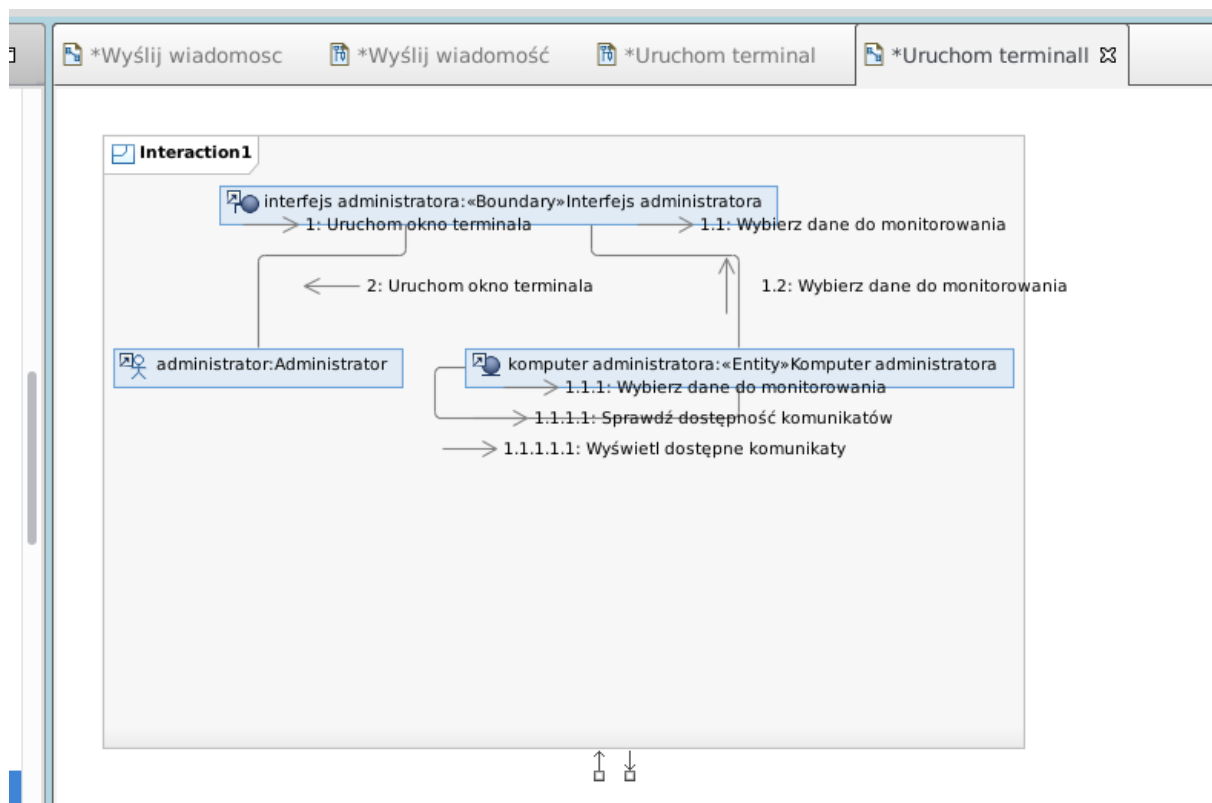 *Wyślij wiadomosc
*Wyślij wiadomość
*Uruchom terminal
*Uruchom terminall
Interaction1
interfejs administratora:«Boundary»Interfejs administratora
1: Uruchom okno terminala
1.1: Wybierz dane do monitorowania
2: Uruchom okno terminala
1.2: Wybierz dane do monitorowania
administrator:Administrator
komputer administratora:«Entity»Komputer administratora
1.1.1: Wybierz dane do monitorowania
1.1.1.1: Sprawdź dostępność komunikatów
1.1.1.1.1: Wyświetl dostępne komunikaty